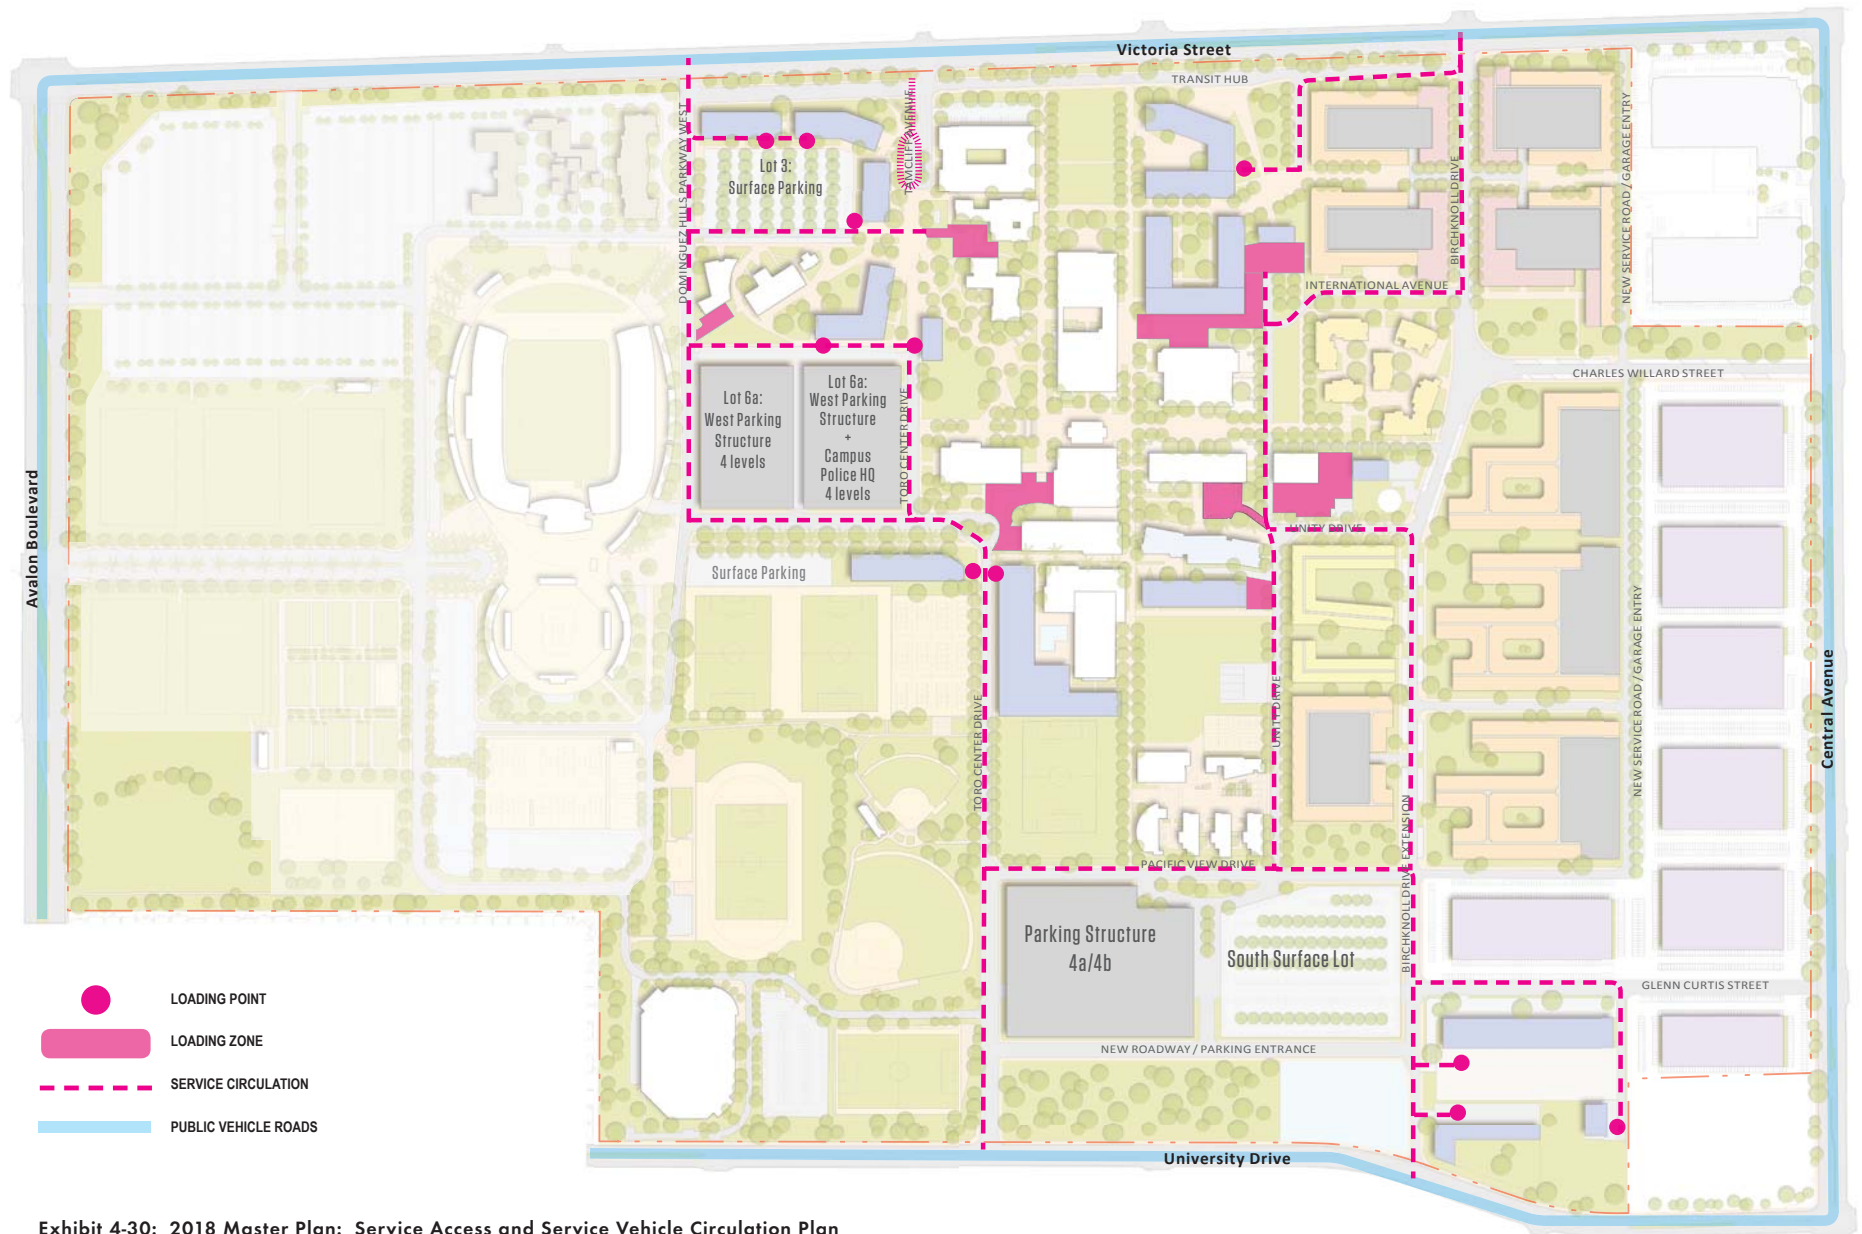 Victoria Street
TRANSIT HUB
DOMINGUEZ HILLS PARKWAY WEST
TAMCLIFF AVENUE
Lot 3:
Surface Parking
BIRCHKNOLL DRIVE
NEW SERVICE ROAD / GARAGE ENTRY
INTERNATIONAL AVENUE
CHARLES WILLARD STREET
Lot 6a:
West Parking
Structure
4 levels
Lot 6a:
West Parking
Structure
+
Campus
Police HQ
4 levels
TORO CENTER DRIVE
Avalon Boulevard
UNITY DRIVE
Surface Parking
TORO CENTER DRIVE
UNITY DRIVE
NEW SERVICE ROAD / GARAGE ENTRY
Central Avenue
PACIFIC VIEW DRIVE
BIRCHKNOLL DRIVE EXTENSION
Parking Structure
4a/4b
South Surface Lot
GLENN CURTIS STREET
NEW ROADWAY / PARKING ENTRANCE
University Drive
LOADING POINT
LOADING ZONE
SERVICE CIRCULATION
PUBLIC VEHICLE ROADS
Exhibit 4-30: 2018 Master Plan: Service Access and Service Vehicle Circulation Plan